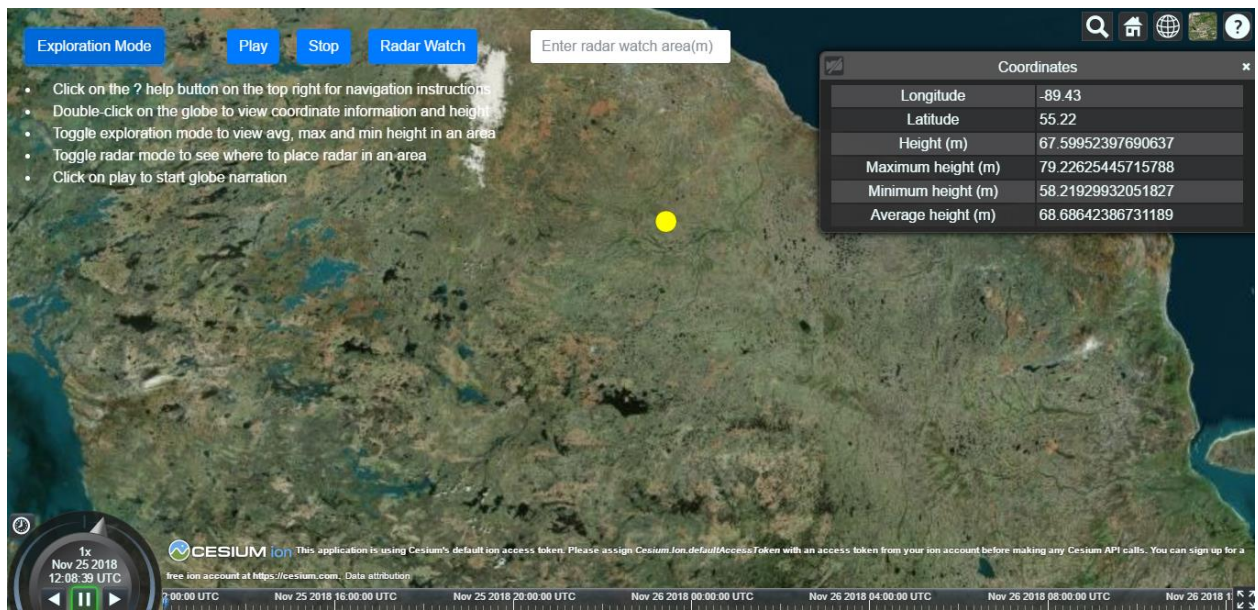 Exploration Mode
Play
Stop
Radar Watch
Enter radar watch area(m)
?
Click on the ? help button on the top right for navigation instructions
Double-click on the globe to view coordinate information and height
Toggle exploration mode to view avg, max and min height in an area
Toggle radar mode to see where to place radar in an area
Click on play to start globe narration
Coordinates
Longitude -89.43
Latitude 55.22
Height (m) 67.59952397690637
Maximum height (m) 79.22625445715788
Minimum height (m) 58.21929932051827
Average height (m) 68.68642386731189
1x
Nov 25 2018
12:08:39 UTC
CESIUM ion This application is using Cesium's default ion access token. Please assign Cesium.Ion.defaultAccessToken with an access token from your ion account before making any Cesium API calls. You can sign up for a
free ion account at https://cesium.com. Data attribution
:00:00 UTC Nov 25 2018 16:00:00 UTC Nov 25 2018 20:00:00 UTC Nov 26 2018 00:00:00 UTC Nov 26 2018 04:00:00 UTC Nov 26 2018 08:00:00 UTC Nov 26 2018 1